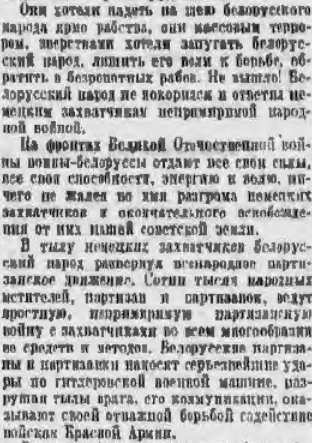 Они хотели надеть на шею белорусского
народа ярмо рабства, они массовым терро-
ром, зверствами хотели запугать белорус-
ский народ, лишить его воли к борьбе, об-
ратить в безропотных рабов. Не вышло! Бе-
лорусский народ не покорился и ответил не-
мецким захватчикам непримиримой народ-
ной войной.
На фронтах Великой Отечественной вой-
ны воины-белоруссы отдают все свои силы,
все свои способности, энергию и волю, ни-
чего не жалея во имя разгрома немецких
захватчиков и окончательного освобожде-
ния от них нашей советской земли.
В тылу немецких захватчиков белорус-
ский народ развернул всенародное парти-
занское движение. Сотни тысяч народных
мстителей, партизан и партизанок, ведут
яростную, непримиримую партизанскую
войну с захватчиками во всем многообразии
ее средств и методов. Белорусские партиза-
ны и партизанки наносят серьезнейшие уда-
ры по гитлеровской военной машине, раз-
рушая тылы врага, его коммуникации, ока-
зывают своей отважной борьбой содействие
войскам Красной Армии.